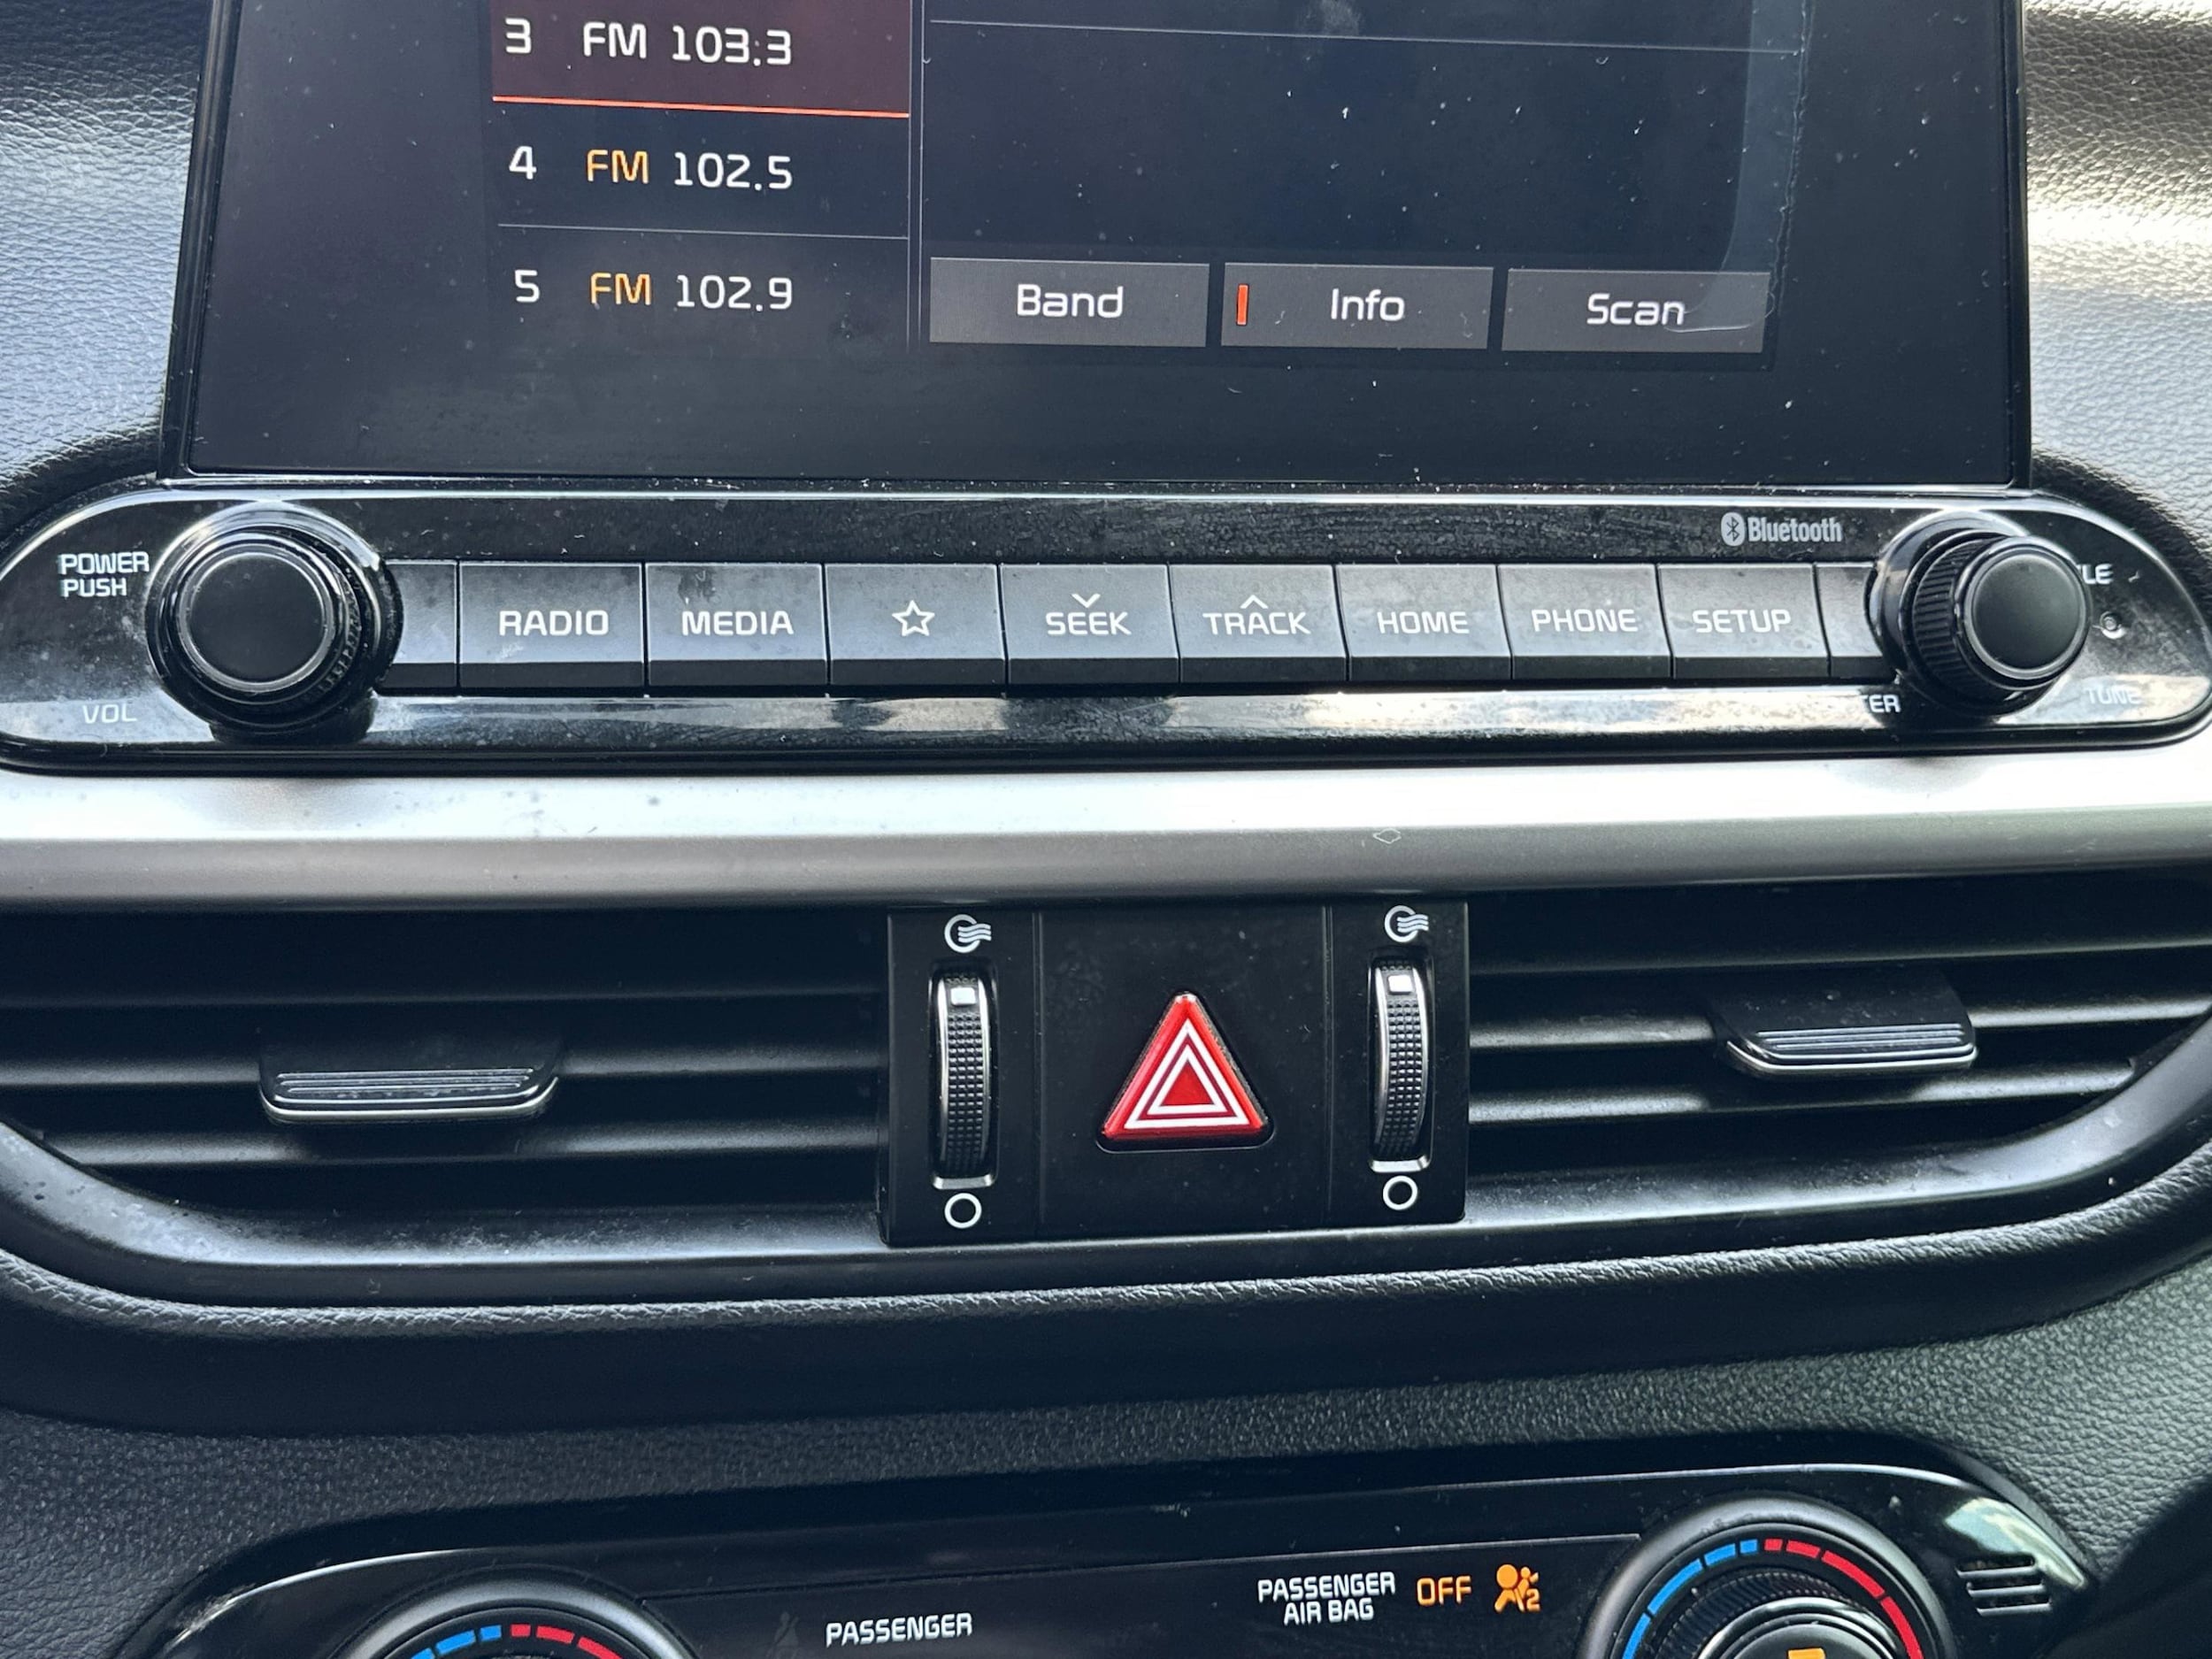 3 FM 103.3
4 FM 102.5
5 FM 102.9
Band Info Scan
Bluetooth
POWER
PUSH
RADIO MEDIA SEEK TRACK HOME PHONE SETUP
VOL
TUNE
PASSENGER
AIR BAG
OFF
2
PASSENGER